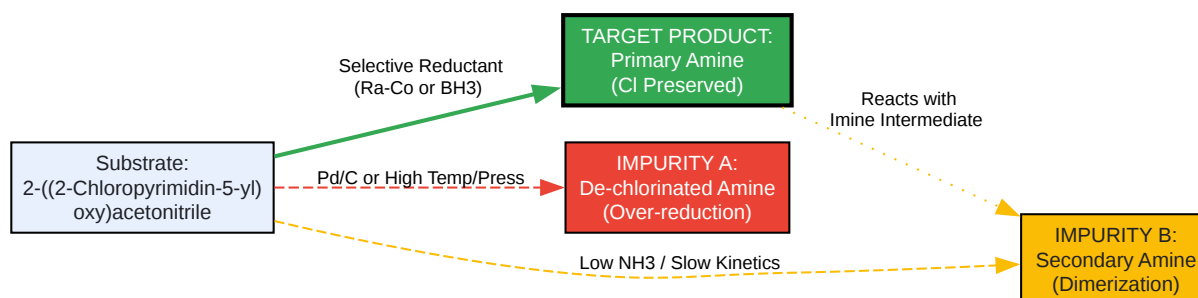 TARGET PRODUCT:
Primary Amine
(Cl Preserved)
Selective Reductant
(Ra-Co or BH3)
Reacts with
Imine Intermediate
Substrate:
2-((2-Chloropyrimidin-5-yl)
oxy)acetonitrile
Pd/C or High Temp/Press
IMPURITY A:
De-chlorinated Amine
(Over-reduction)
Low NH3 / Slow Kinetics
IMPURITY B:
Secondary Amine
(Dimerization)